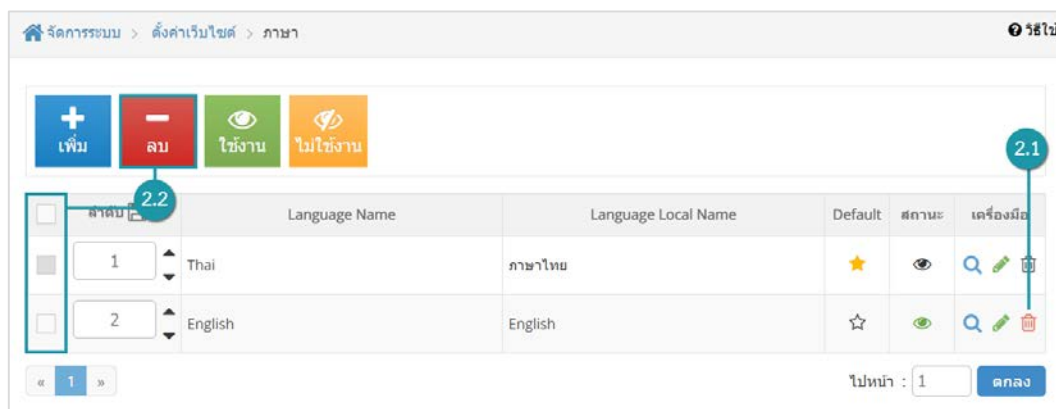 จัดการระบบ > ตั้งค่าเว็บไซต์ > ภาษา
วิธีใช้
เพิ่ม ลบ ใช้งาน ไม่ใช้งาน
2.1
2.2
ลำดับ Language Name Language Local Name Default สถานะ เครื่องมือ
1 Thai ภาษาไทย
2 English English
« 1 » ไปหน้า : 1 ตกลง